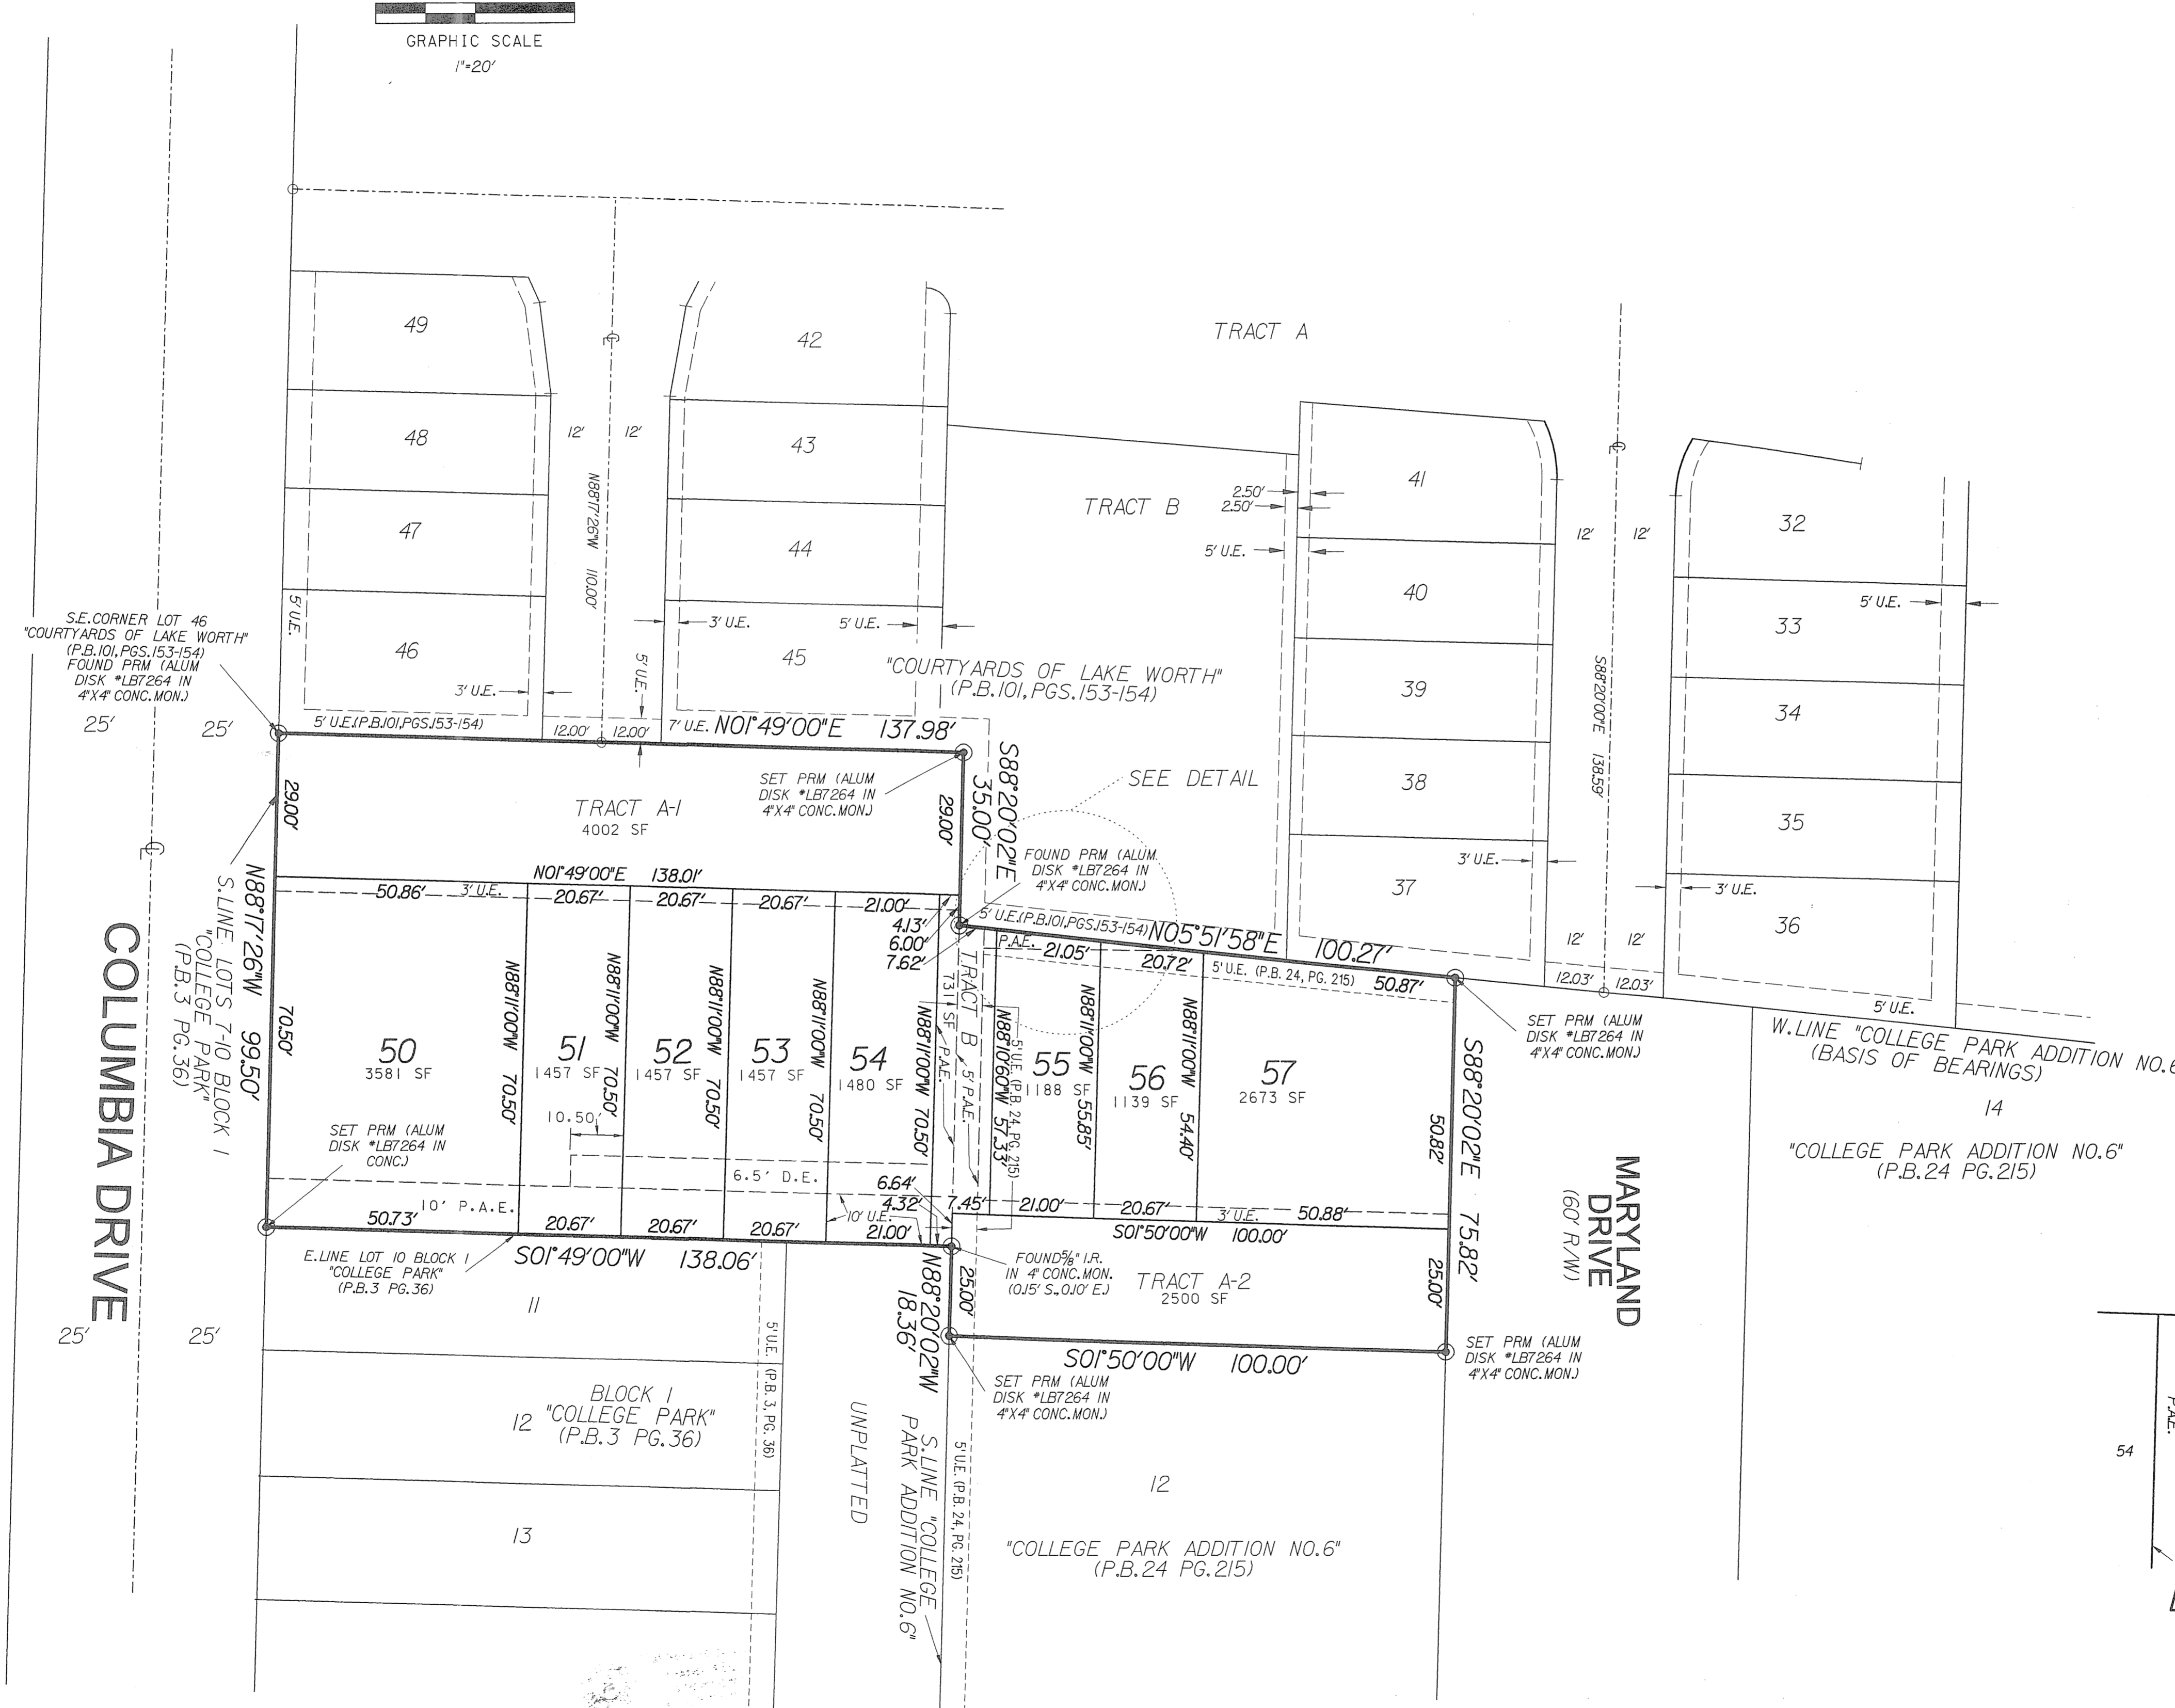 GRAPHIC SCALE
1"=20'
49
48
47
46
42
43
44
45
12'
12'
N88°17'26"W 110.00'
℄
TRACT A
TRACT B
2.50'
2.50'
5' U.E.
41
40
39
38
37
12'
12'
℄
S88°20'00"E 138.59'
32
33
34
35
36
5' U.E.
3' U.E.
3' U.E.
12'
12'
12.03'
12.03'
5' U.E.
S.E. CORNER LOT 46
"COURTYARDS OF LAKE WORTH"
(P.B.101, PGS.153-154)
FOUND PRM (ALUM
DISK #LB7264 IN
4"X4" CONC.MON.)
5' U.E.
3' U.E.
5' U.E.
3' U.E.
5' U.E.
"COURTYARDS OF LAKE WORTH"
(P.B.101, PGS.153-154)
25'
25'
5' U.E.(P.B.101,PGS.153-154)
12.00'
12.00'
7' U.E.
N01°49'00"E 137.98'
SET PRM (ALUM
DISK #LB7264 IN
4"X4" CONC.MON.)
TRACT A-1
4002 SF
29.00'
29.00'
S88°20'02"E
35.00'
SEE DETAIL
FOUND PRM (ALUM.
DISK #LB7264 IN
4"X4" CONC.MON.)
N01°49'00"E 138.01'
50.86'
3' U.E.
20.67'
20.67'
20.67'
21.00'
4.13'
6.00'
7.62'
5' U.E.(P.B.101,PGS.153-154)
N05°51'58"E 100.27'
P.A.E.
21.05'
20.72'
5' U.E. (P.B. 24, PG. 215)
50.87'
SET PRM (ALUM
DISK #LB7264 IN
4"X4" CONC.MON.)
W.LINE "COLLEGE PARK ADDITION NO.6
(BASIS OF BEARINGS)
14
"COLLEGE PARK ADDITION NO.6"
(P.B.24 PG.215)
℄
COLUMBIA DRIVE
S.LINE LOTS 7-10 BLOCK 1
"COLLEGE PARK"
(P.B.3 PG.36)
N88°17'26"W 99.50'
70.50'
50
3581 SF
N88°11'00"W 70.50'
51
1457 SF
N88°11'00"W 70.50'
52
1457 SF
N88°11'00"W 70.50'
53
1457 SF
N88°11'00"W 70.50'
54
1480 SF
N88°11'00"W 70.50'
P.A.E.
TRACT B
731 SF
5' P.A.E.
N88°10'60"W 57.33'
5' U.E. (P.B. 24, PG. 215)
55
1188 SF
N88°11'00"W 55.85'
56
1139 SF
N88°11'00"W 54.40'
57
2673 SF
50.82'
S88°20'02"E 75.82'
25.00'
MARYLAND
DRIVE
(60' R/W)
SET PRM (ALUM
DISK #LB7264 IN
CONC.)
10.50'
6.5' D.E.
10' P.A.E.
10' U.E.
50.73'
20.67'
20.67'
20.67'
21.00'
6.64'
4.32'
7.45'
21.00'
20.67'
3' U.E.
50.88'
S01°50'00"W 100.00'
E.LINE LOT 10 BLOCK 1
"COLLEGE PARK"
(P.B.3 PG.36)
S01°49'00"W 138.06'
N88°20'02"W
18.36'
25.00'
FOUND 5/8" I.R.
IN 4" CONC.MON.
(0.15' S.,0.10' E.)
TRACT A-2
2500 SF
S01°50'00"W 100.00'
SET PRM (ALUM
DISK #LB7264 IN
4"X4" CONC.MON.)
SET PRM (ALUM
DISK #LB7264 IN
4"X4" CONC.MON.)
25'
25'
11
BLOCK 1
12 "COLLEGE PARK"
(P.B.3 PG.36)
13
5' U.E. (P.B. 3, PG. 36)
UNPLATTED
S.LINE "COLLEGE
PARK ADDITION NO.6"
5' U.E. (P.B. 24, PG. 215)
12
"COLLEGE PARK ADDITION NO.6"
(P.B.24 PG.215)
54
P.A.E.